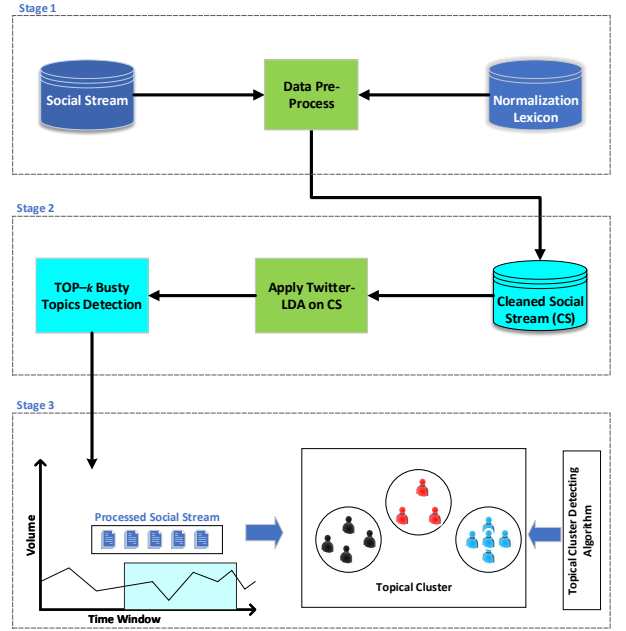 Stage 1
Social Stream
Data Pre-
Process
Normalization
Lexicon
Stage 2
TOP–k Busty
Topics Detection
Apply Twitter-
LDA on CS
Cleaned Social
Stream (CS)
Stage 3
Volume
Processed Social Stream
Time Window
Topical Cluster
Topical Cluster Detecting
Algorithm